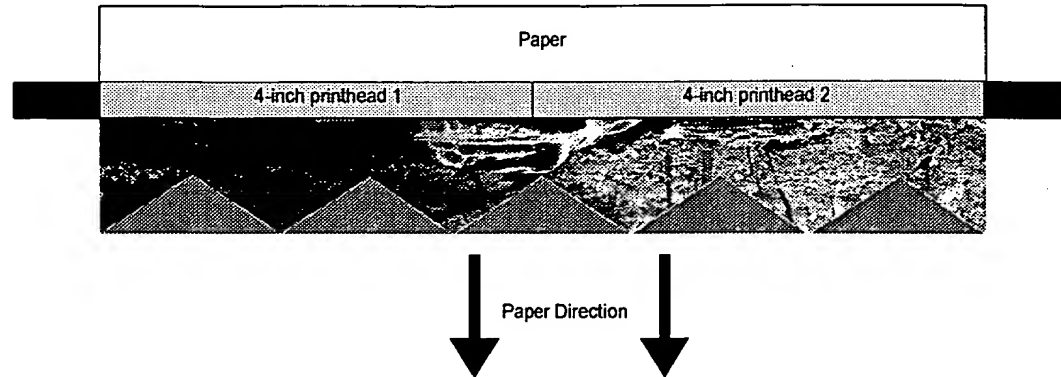 Paper
4-inch printhead 1
4-inch printhead 2
Paper Direction